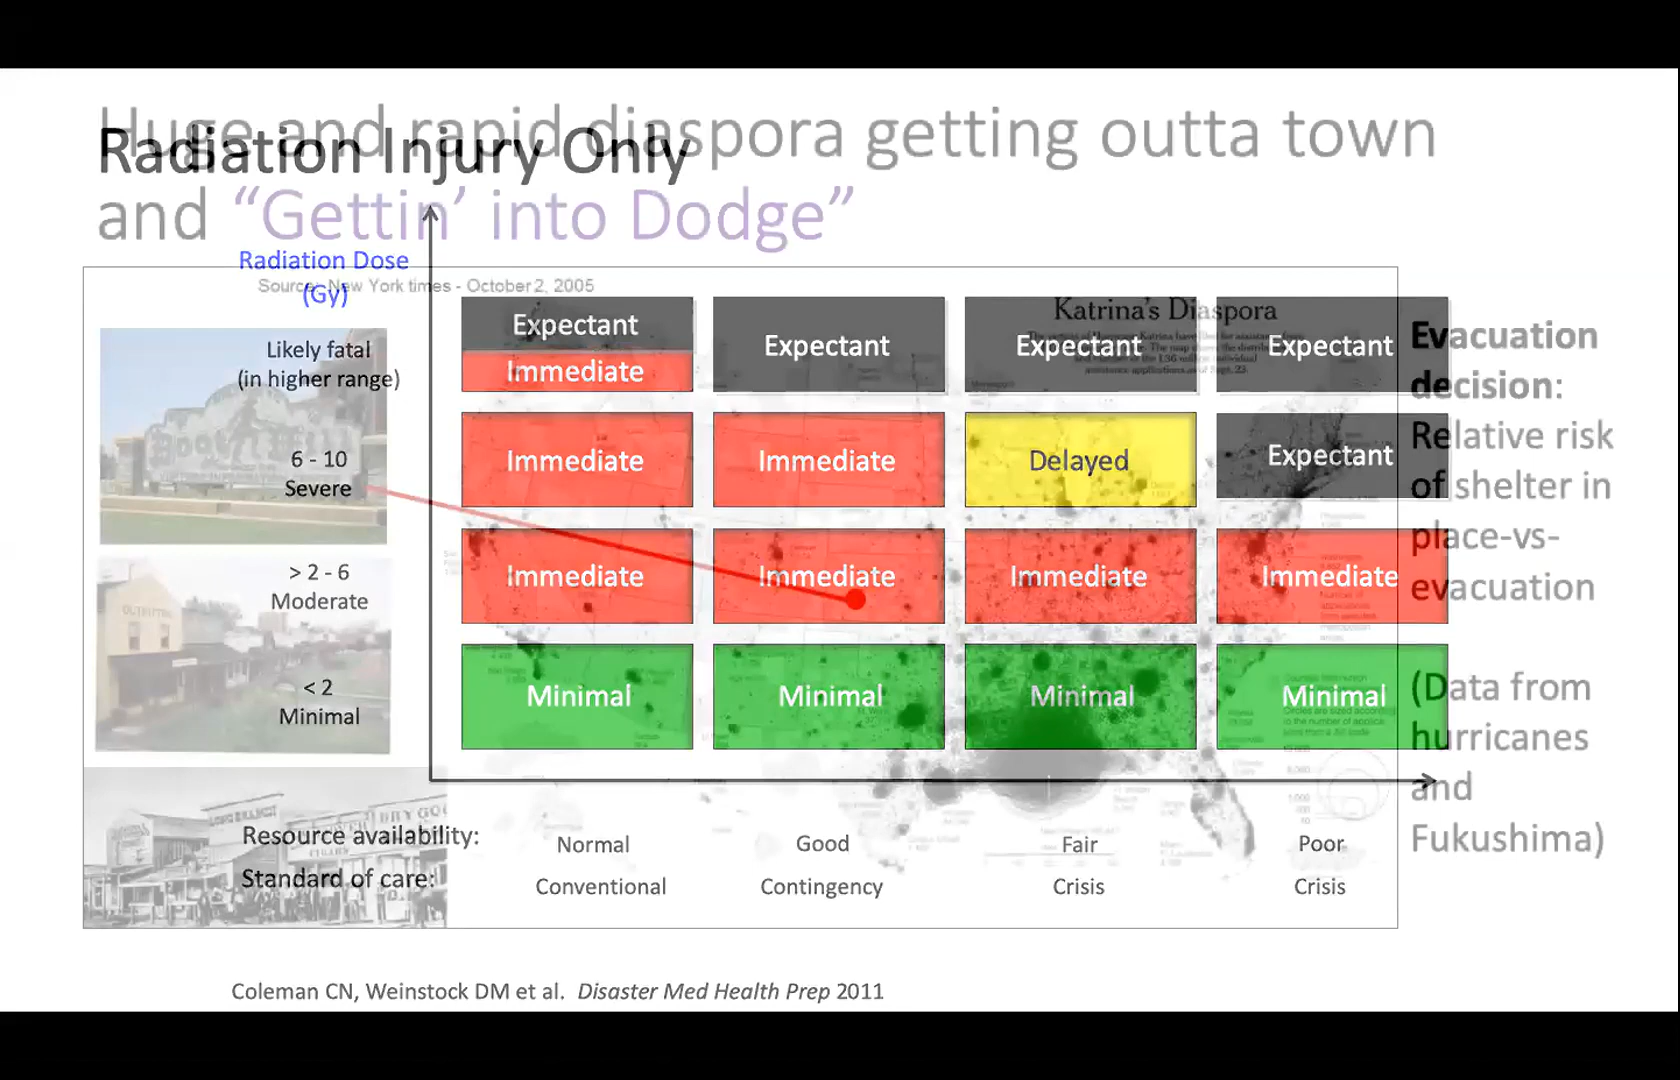 Huge and rapid diaspora getting outta town
and “Gettin’ into Dodge”
Radiation Injury Only
Radiation Dose
(Gy)
Source: New York times - October 2, 2005
Katrina's Diaspora
Likely fatal
(in higher range)
Expectant
Immediate
Expectant
Expectant
Expectant
6 - 10
Severe
Immediate
Immediate
Delayed
Expectant
> 2 - 6
Moderate
Immediate
Immediate
Immediate
Immediate
< 2
Minimal
Minimal
Minimal
Minimal
Minimal
Evacuation
decision:
Relative risk
of shelter in
place-vs-
evacuation
(Data from
hurricanes
and
Fukushima)
Resource availability:
Normal
Good
Fair
Poor
Standard of care:
Conventional
Contingency
Crisis
Crisis
Coleman CN, Weinstock DM et al. Disaster Med Health Prep 2011